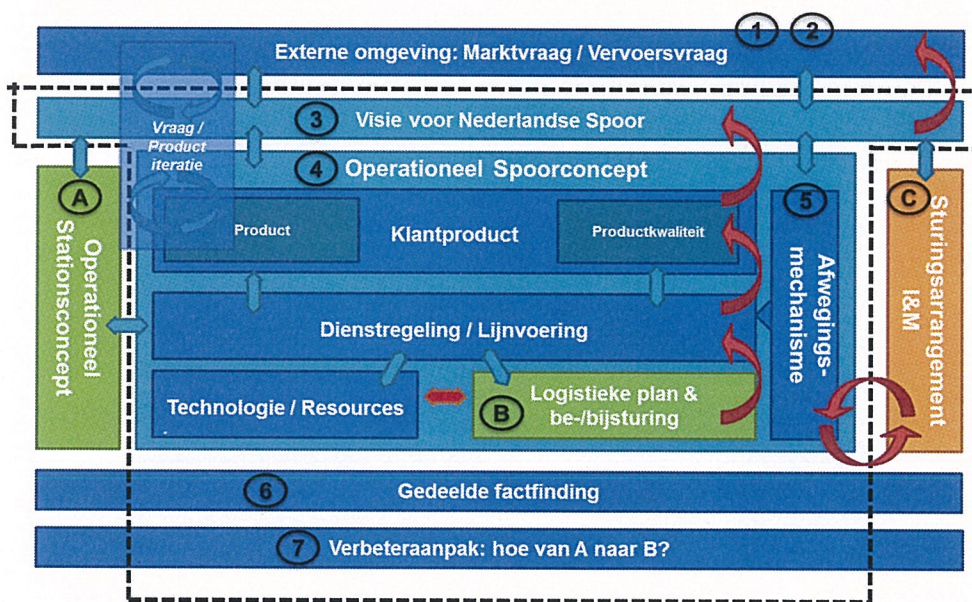 1 2
Externe omgeving: Marktvraag / Vervoersvraag
3 Visie voor Nederlandse Spoor
Vraag /
Product
iteratie
4 Operationeel Spoorconcept
A
Operationeel
Stationsconcept
Product
Klantproduct
Productkwaliteit
5
Afwegings-
mechanisme
C
Sturingsarrangement
I&M
Dienstregeling / Lijnvoering
Technologie / Resources
B
Logistieke plan &
be-/bijsturing
6 Gedeelde factfinding
7 Verbeteraanpak: hoe van A naar B?